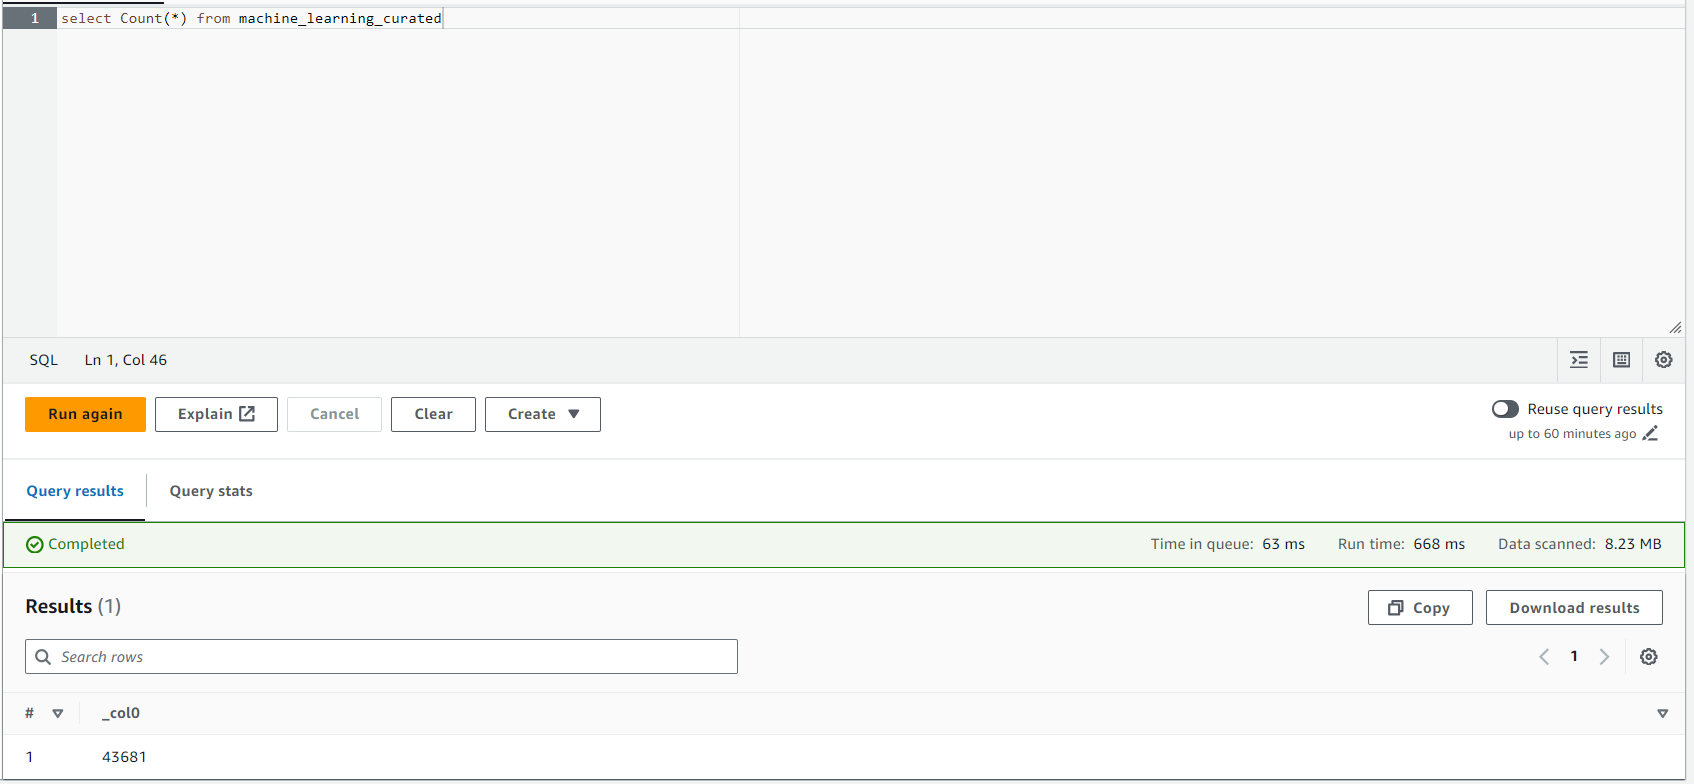 1 select Count(*) from machine_learning_curated
SQL Ln 1, Col 46
Run again Explain Cancel Clear Create Reuse query results
up to 60 minutes ago
Query results Query stats
Completed Time in queue: 63 ms Run time: 668 ms Data scanned: 8.23 MB
Results (1) Copy Download results
Search rows 1
# _col0
1 43681